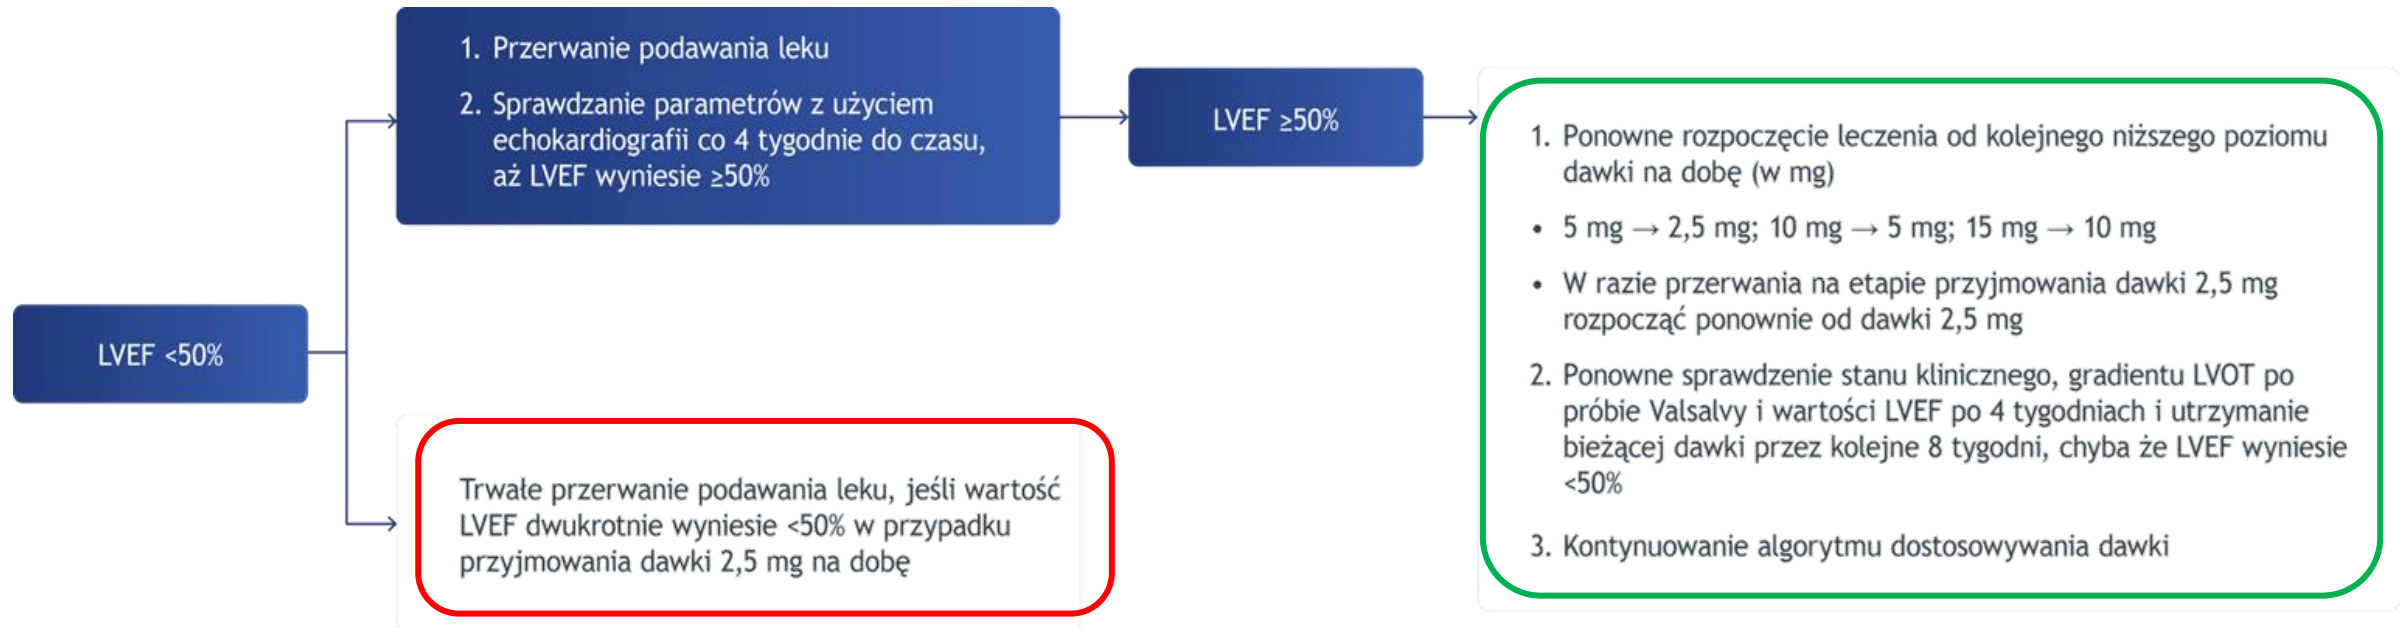 LVEF <50%
1. Przerwanie podawania leku
2. Sprawdzanie parametrów z użyciem
echokardiografii co 4 tygodnie do czasu,
aż LVEF wyniesie ≥50%
Trwałe przerwanie podawania leku, jeśli wartość
LVEF dwukrotnie wyniesie <50% w przypadku
przyjmowania dawki 2,5 mg na dobę
LVEF ≥50%
1. Ponowne rozpoczęcie leczenia od kolejnego niższego poziomu
dawki na dobę (w mg)
• 5 mg → 2,5 mg; 10 mg → 5 mg; 15 mg → 10 mg
• W razie przerwania na etapie przyjmowania dawki 2,5 mg
rozpocząć ponownie od dawki 2,5 mg
2. Ponowne sprawdzenie stanu klinicznego, gradientu LVOT po
próbie Valsalvy i wartości LVEF po 4 tygodniach i utrzymanie
bieżącej dawki przez kolejne 8 tygodni, chyba że LVEF wyniesie
<50%
3. Kontynuowanie algorytmu dostosowywania dawki